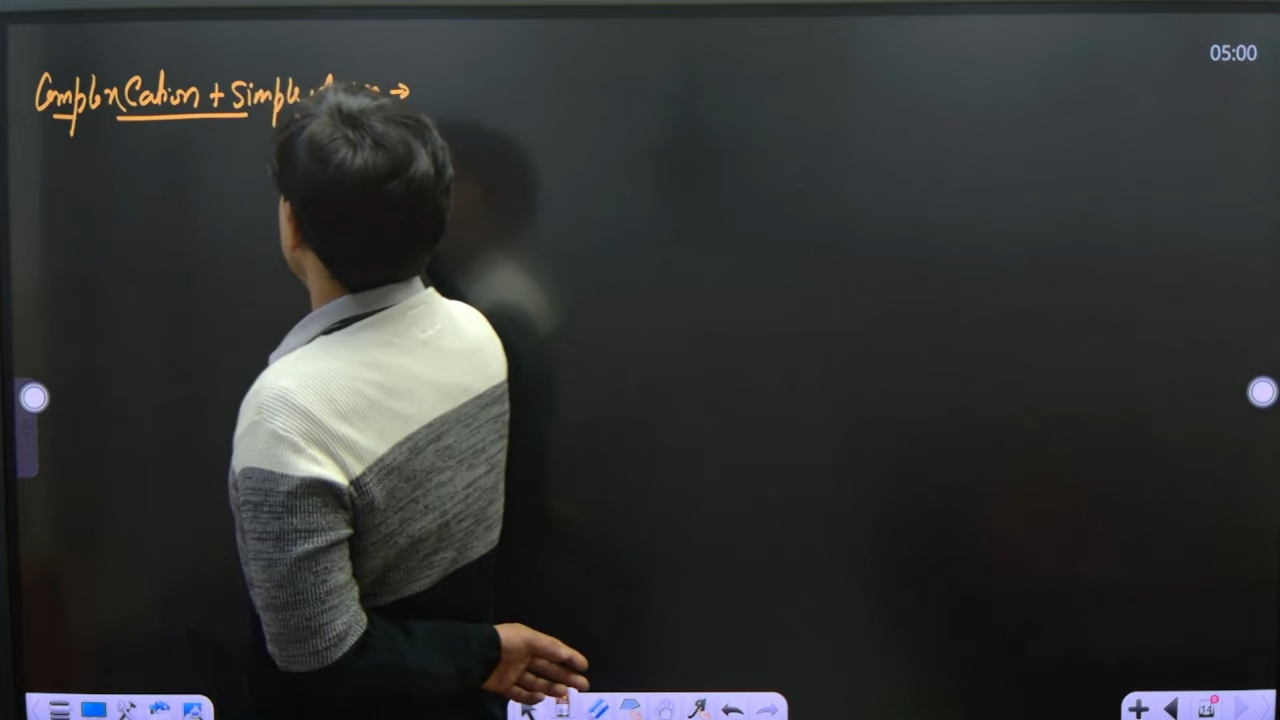 Complex Cation + Simple →
05:00